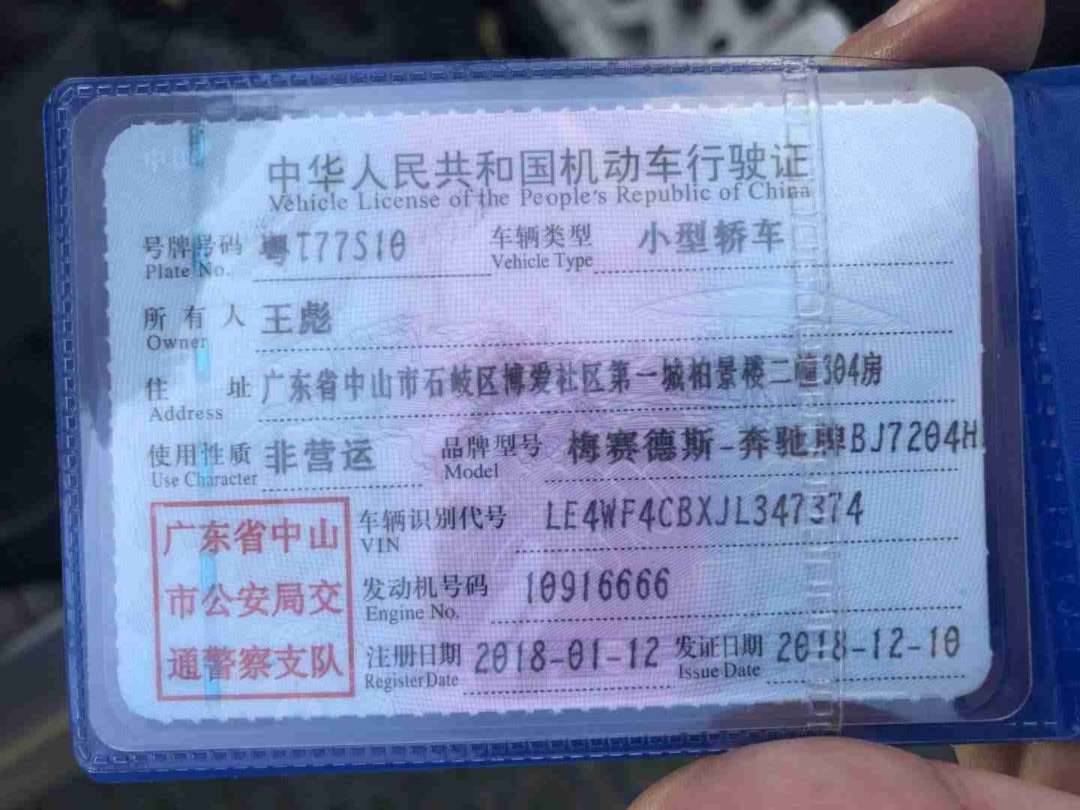 中华人民共和国机动车行驶证
Vehicle License of the People's Republic of China
号牌号码 粤T77S10 车辆类型 小型轿车
Plate No. Vehicle Type
所有人 王彪
Owner
住址 广东省中山市石岐区博爱社区第一城柏景楼二幢304房
Address
使用性质 非营运 品牌型号 梅赛德斯-奔驰牌BJ7204H
Use Character Model
广东省中山 车辆识别代号 LE4WF4CBXJL347374
VIN
市公安局交 发动机号码 10916666
Engine No.
通警察支队 注册日期 2018-01-12 发证日期 2018-12-10
Register Date Issue Date